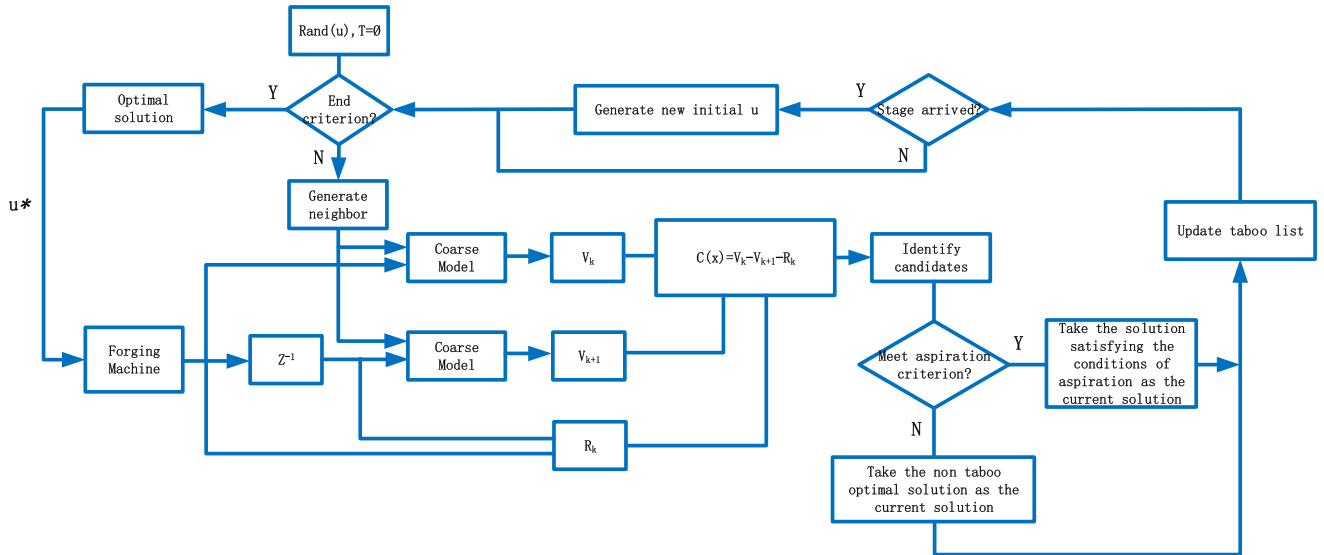 Rand(u),T=Ø
Y
End
criterion?
Optimal
solution
Generate new initial u
Y
Stage arrived?
N
N
u*
Generate
neighbor
Update taboo list
Coarse
Model
Vₖ
C(x)=Vₖ-Vₖ₊₁-Rₖ
Identify
candidates
Forging
Machine
Z⁻¹
Coarse
Model
Vₖ₊₁
Meet aspiration
criterion?
Y
Take the solution
satisfying the
conditions of
aspiration as the
current solution
N
Rₖ
Take the non taboo
optimal solution as the
current solution